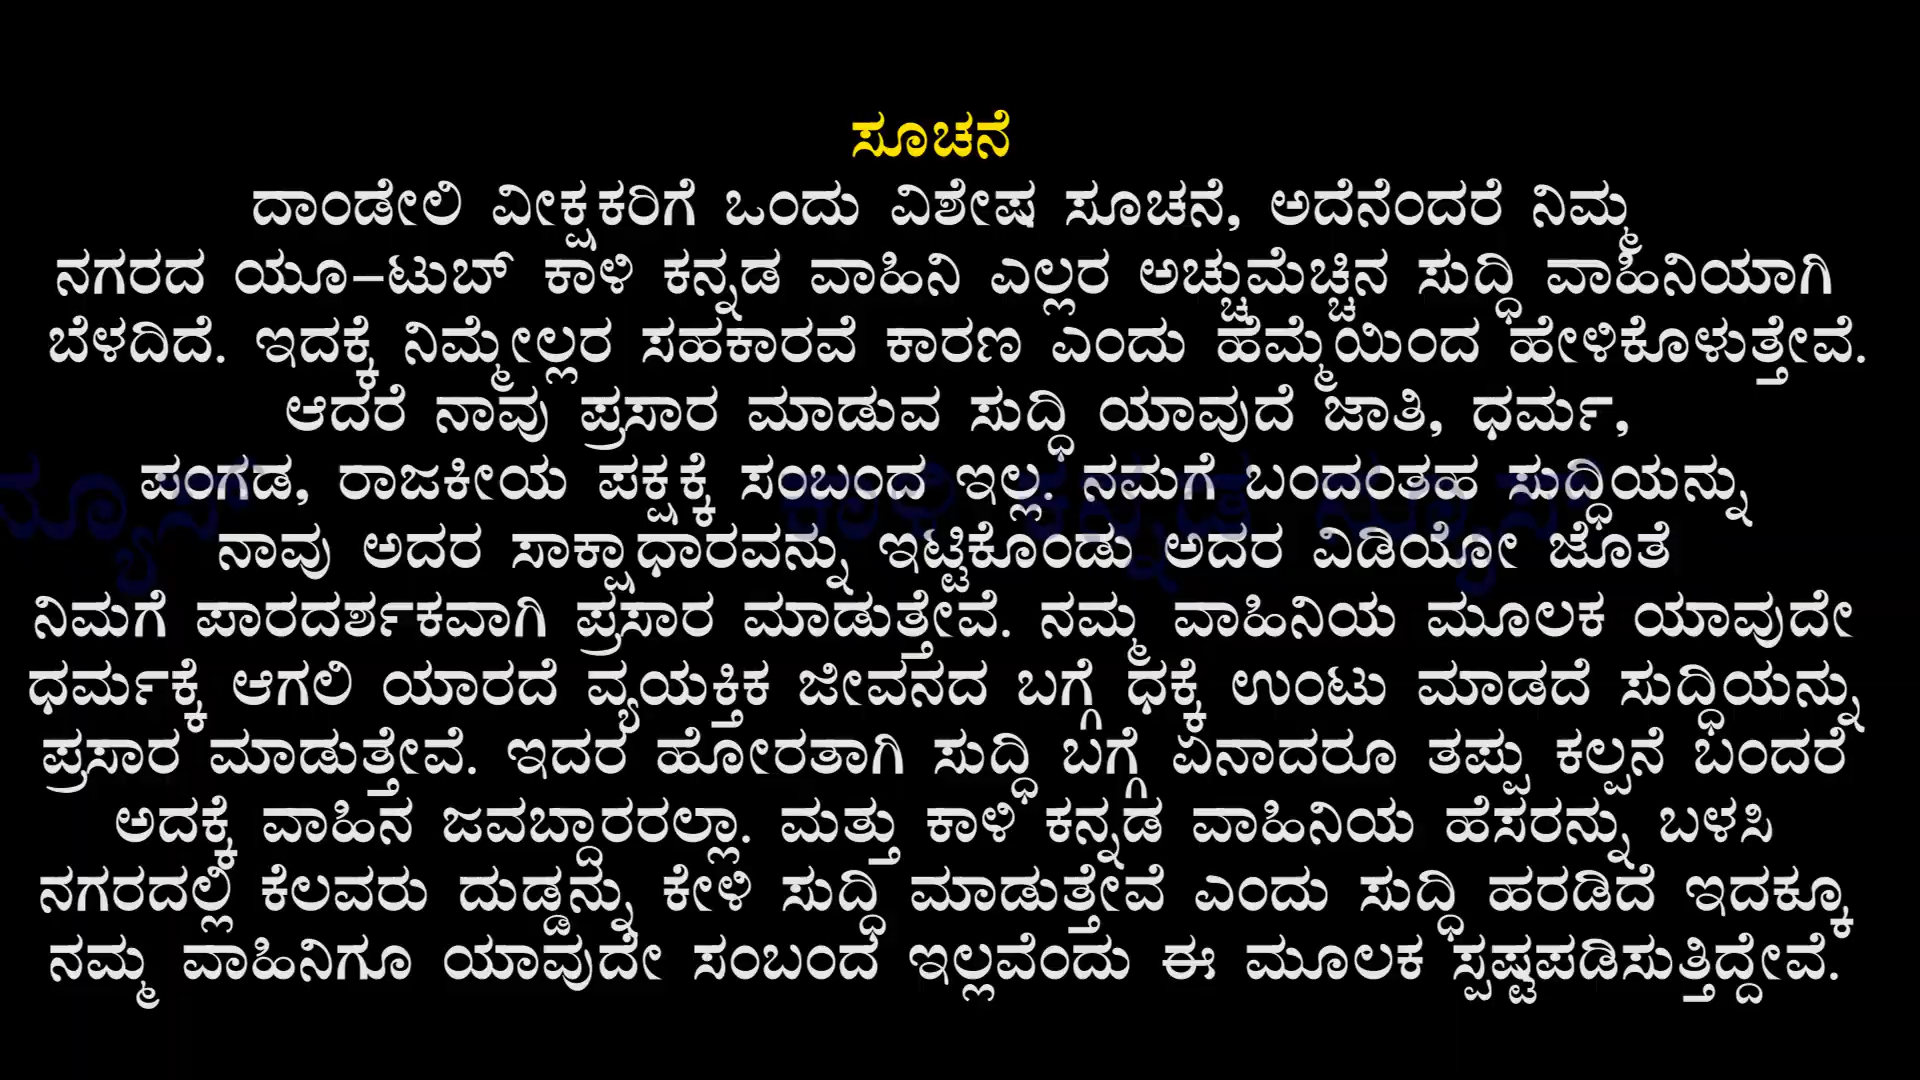 ಸೂಚನೆ
ದಾಂಡೇಲಿ ವೀಕ್ಷಕರಿಗೆ ಒಂದು ವಿಶೇಷ ಸೂಚನೆ, ಅದೆನೆಂದರೆ ನಿಮ್ಮ
ನಗರದ ಯೂ-ಟುಬ್ ಕಾಳಿ ಕನ್ನಡ ವಾಹಿನಿ ಎಲ್ಲರ ಅಚ್ಚುಮೆಚ್ಚಿನ ಸುದ್ಧಿ ವಾಹಿನಿಯಾಗಿ
ಬೆಳದಿದೆ. ಇದಕ್ಕೆ ನಿಮ್ಮೇಲ್ಲರ ಸಹಕಾರವೆ ಕಾರಣ ಎಂದು ಹೆಮ್ಮೆಯಿಂದ ಹೇಳಿಕೊಳುತ್ತೇವೆ.
ಆದರೆ ನಾವು ಪ್ರಸಾರ ಮಾಡುವ ಸುದ್ಧಿ ಯಾವುದೆ ಜಾತಿ, ಧರ್ಮ,
ಪಂಗಡ, ರಾಜಕೀಯ ಪಕ್ಷಕ್ಕೆ ಸಂಬಂದ ಇಲ್ಲ. ನಮಗೆ ಬಂದಂತಹ ಸುದ್ಧಿಯನ್ನು
ನಾವು ಅದರ ಸಾಕ್ಷಾಧಾರವನ್ನು ಇಟ್ಟಿಕೊಂಡು ಅದರ ವಿಡಿಯೋ ಜೊತೆ
ನಿಮಗೆ ಪಾರದರ್ಶಕವಾಗಿ ಪ್ರಸಾರ ಮಾಡುತ್ತೇವೆ. ನಮ್ಮ ವಾಹಿನಿಯ ಮೂಲಕ ಯಾವುದೇ
ಧರ್ಮಕ್ಕೆ ಆಗಲಿ ಯಾರದೆ ವ್ಯಯಕ್ತಿಕ ಜೀವನದ ಬಗ್ಗೆ ಧಕ್ಕೆ ಉಂಟು ಮಾಡದೆ ಸುದ್ಧಿಯನ್ನು
ಪ್ರಸಾರ ಮಾಡುತ್ತೇವೆ. ಇದರ ಹೋರತಾಗಿ ಸುದ್ಧಿ ಬಗ್ಗೆ ಏನಾದರೂ ತಪ್ಪು ಕಲ್ಪನೆ ಬಂದರೆ
ಅದಕ್ಕೆ ವಾಹಿನ ಜವಬ್ದಾರರಲ್ಲಾ. ಮತ್ತು ಕಾಳಿ ಕನ್ನಡ ವಾಹಿನಿಯ ಹೆಸರನ್ನು ಬಳಸಿ
ನಗರದಲ್ಲಿ ಕೆಲವರು ದುಡ್ಡನ್ನು ಕೇಳಿ ಸುದ್ಧಿ ಮಾಡುತ್ತೇವೆ ಎಂದು ಸುದ್ಧಿ ಹರಡಿದೆ ಇದಕ್ಕೂ
ನಮ್ಮ ವಾಹಿನಿಗೂ ಯಾವುದೇ ಸಂಬಂದ ಇಲ್ಲವೆಂದು ಈ ಮೂಲಕ ಸ್ಪಷ್ಟಪಡಿಸುತ್ತಿದ್ದೇವೆ.
ನ್ಯೂಸ್ ಕಾಳಿ ಕನ್ನಡ ನ್ಯೂಸ್